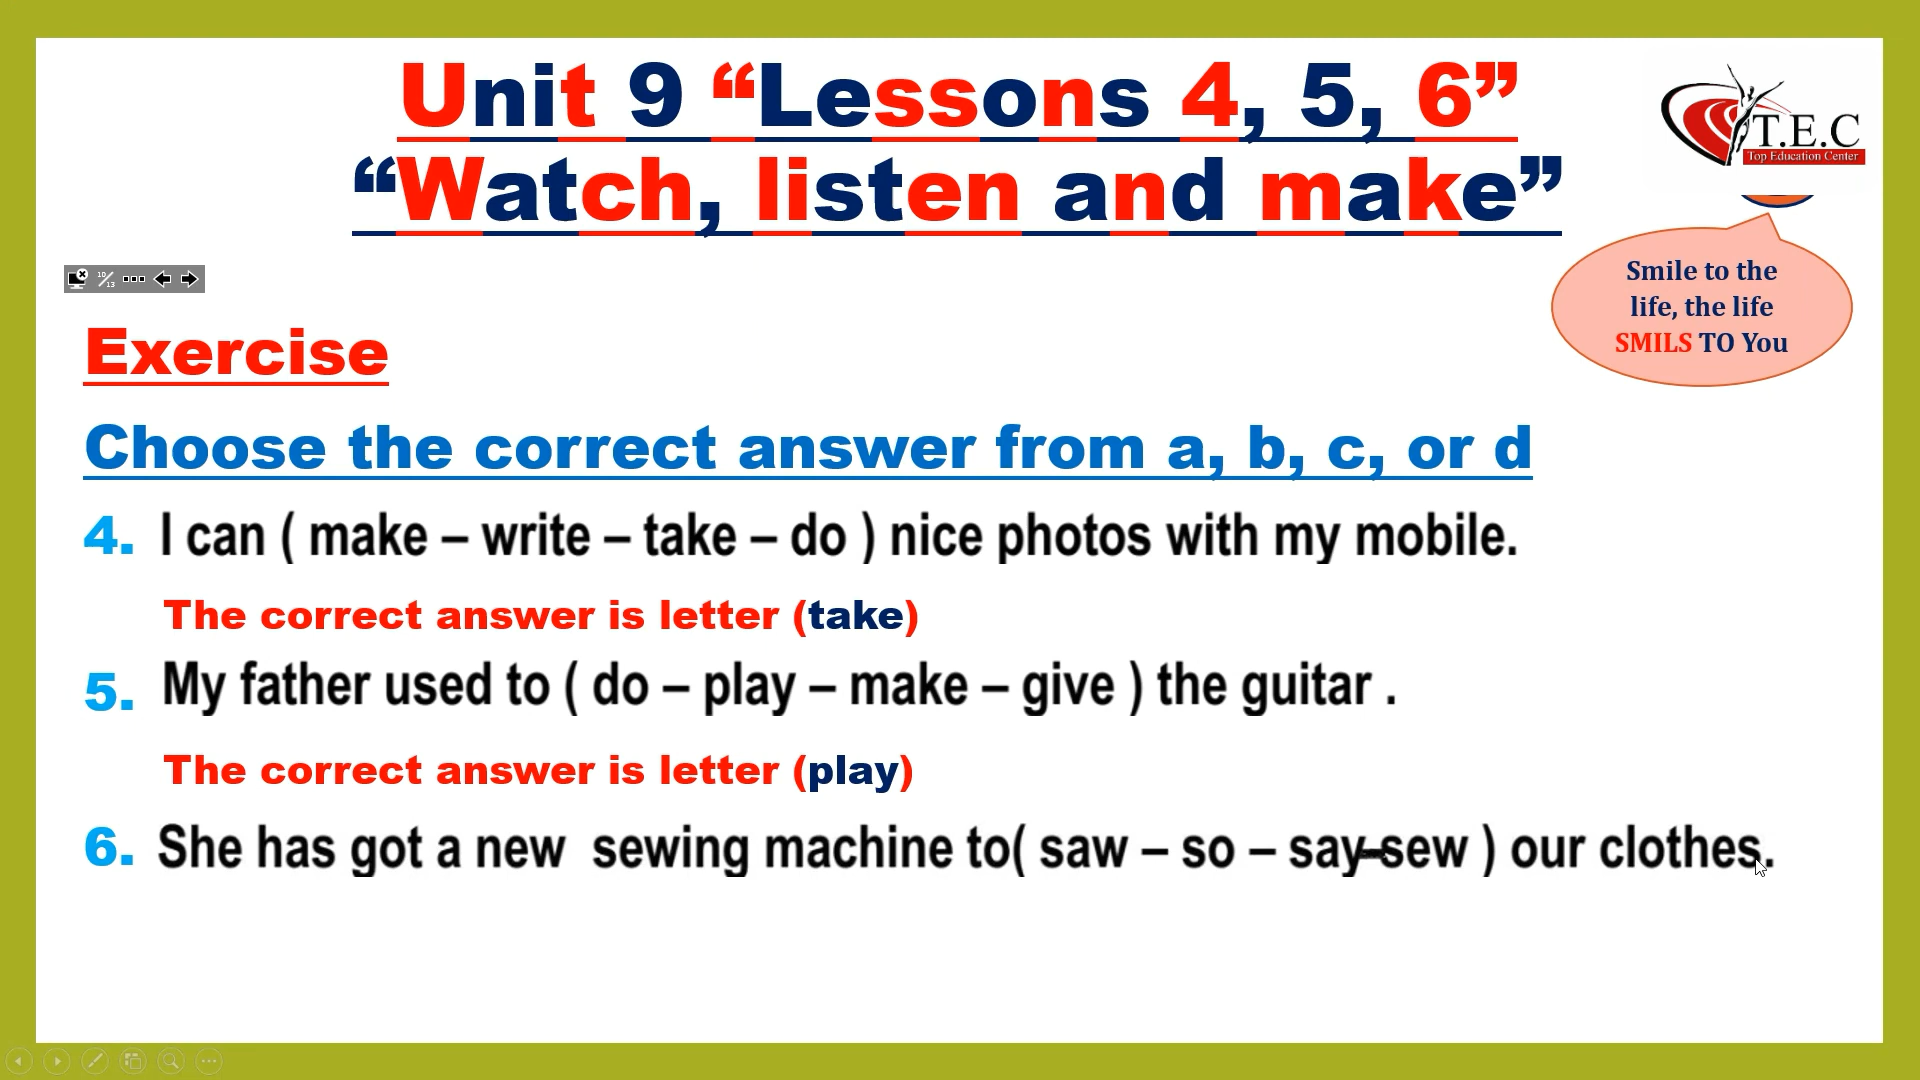 Unit 9 “Lessons 4, 5, 6”
“Watch, listen and make”
T.E.C
Top Education Center
10/13
Smile to the
life, the life
SMILS TO You
Exercise
Choose the correct answer from a, b, c, or d
4. I can ( make – write – take – do ) nice photos with my mobile.
The correct answer is letter (take)
5. My father used to ( do – play – make – give ) the guitar .
The correct answer is letter (play)
6. She has got a new sewing machine to( saw – so – say–sew ) our clothes.